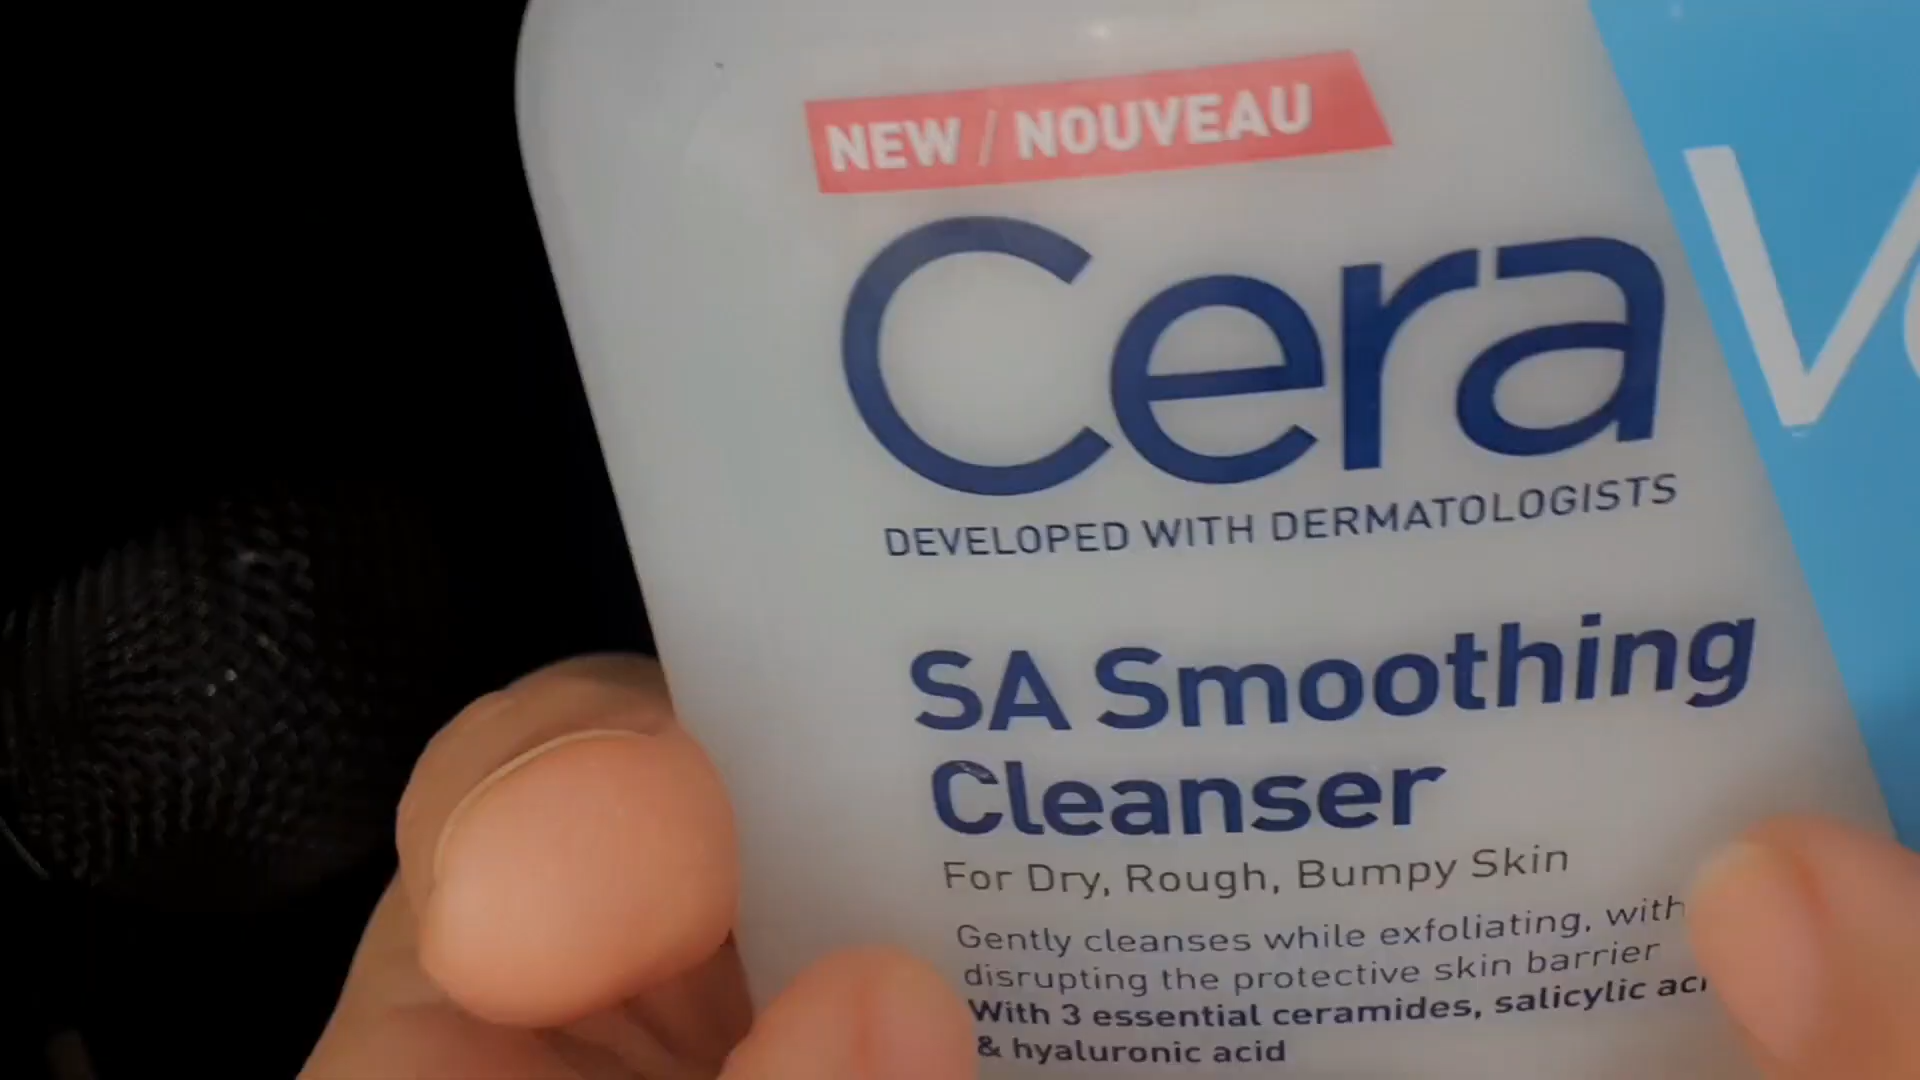 NEW / NOUVEAU
Cera
DEVELOPED WITH DERMATOLOGISTS
SA Smoothing
Cleanser
For Dry, Rough, Bumpy Skin
Gently cleanses while exfoliating, with
disrupting the protective skin barrier
With 3 essential ceramides, salicylic
& hyaluronic acid